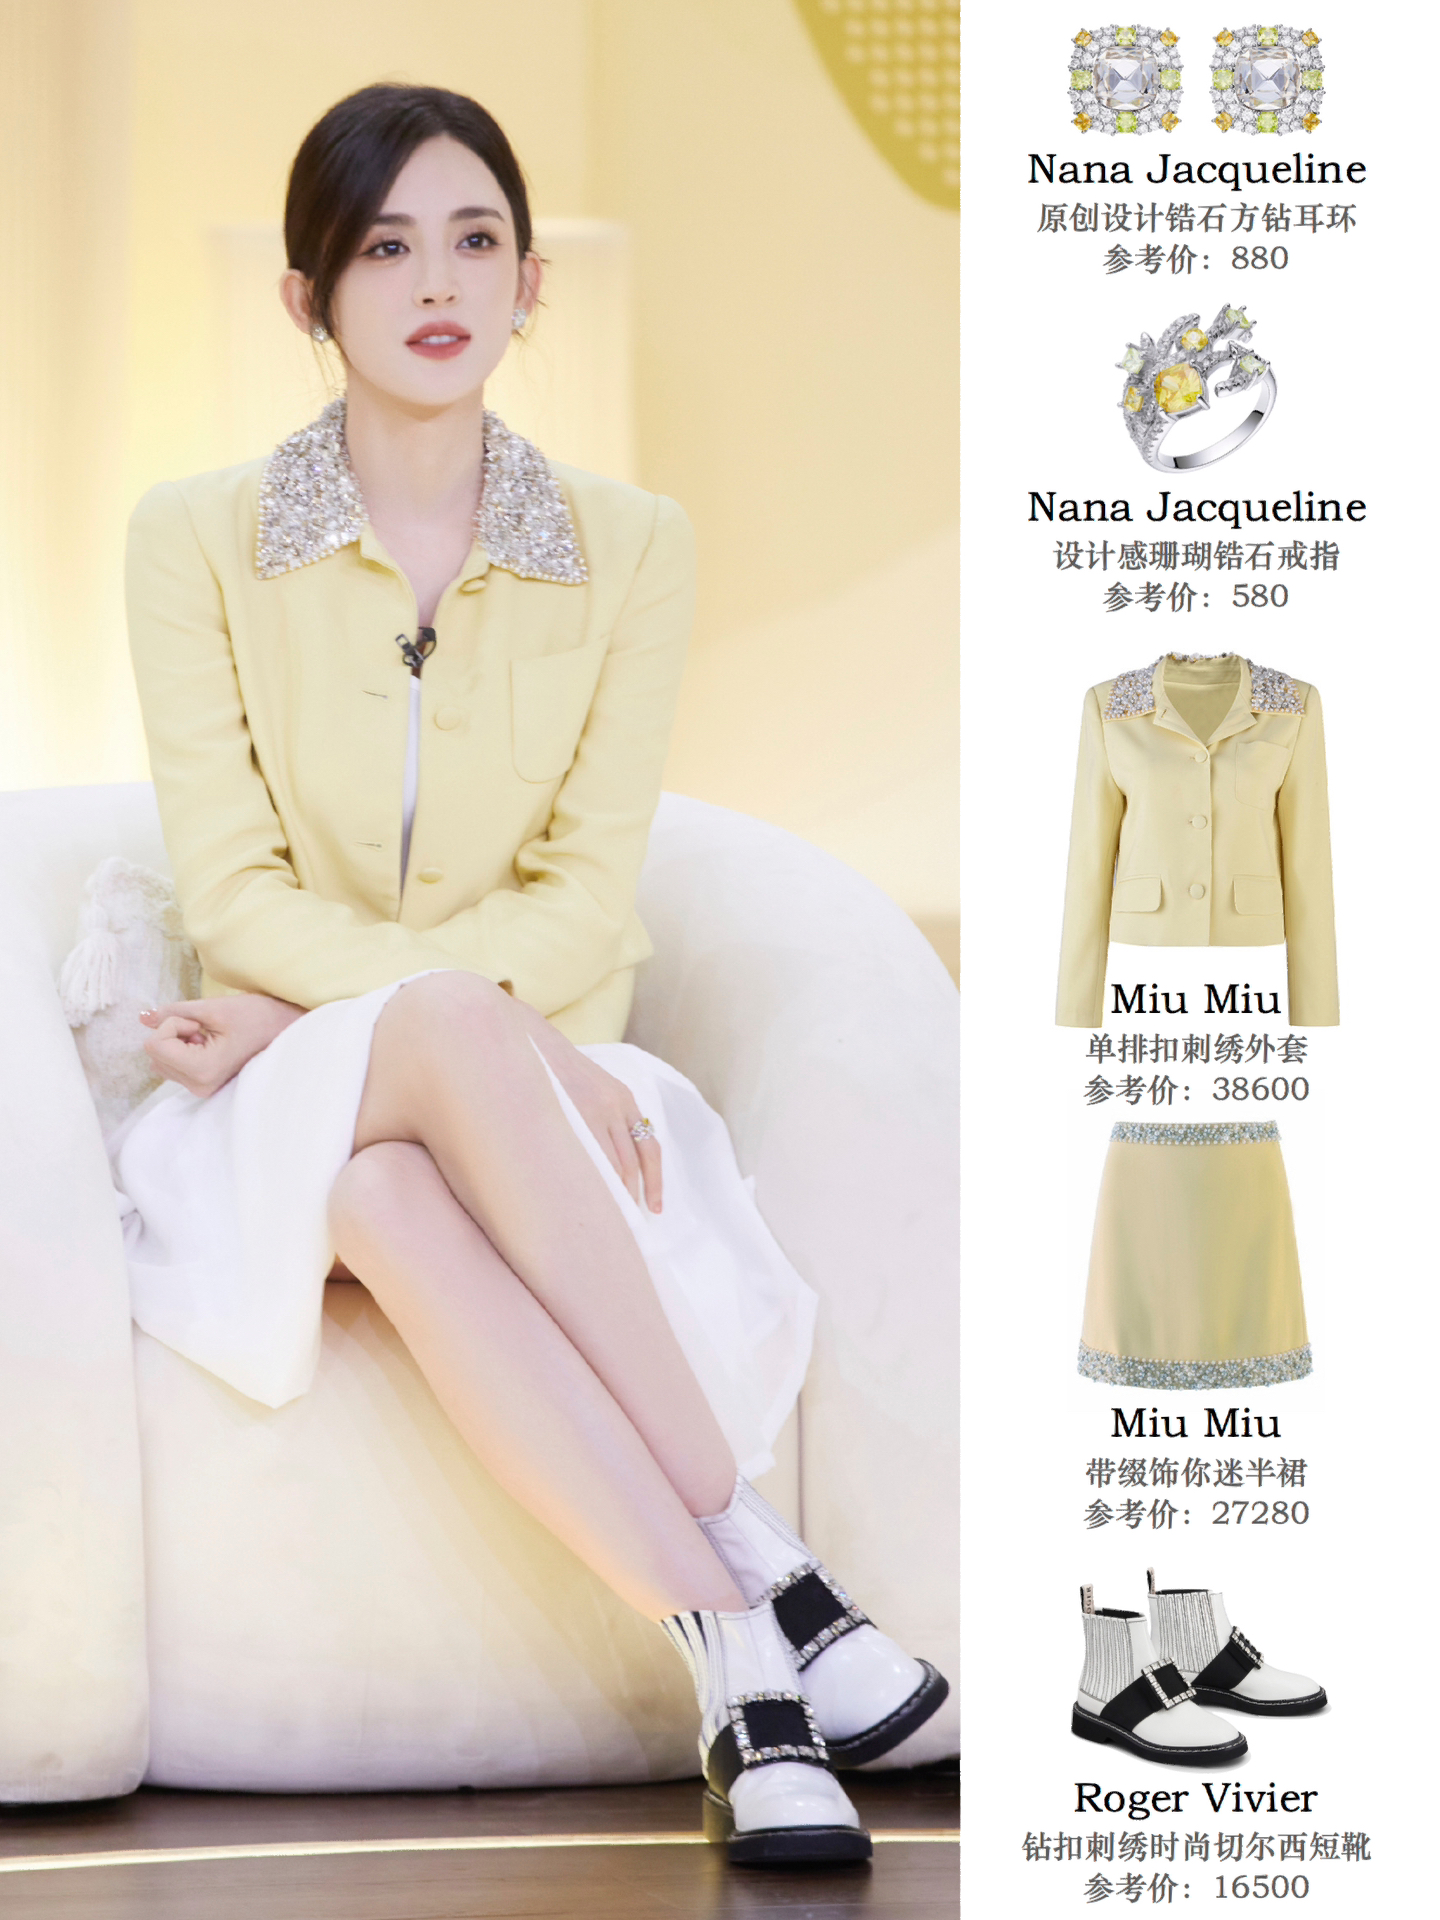 Nana Jacqueline
原创设计锆石方钻耳环
参考价：880
Nana Jacqueline
设计感珊瑚锆石戒指
参考价：580
Miu Miu
单排扣刺绣外套
参考价：38600
Miu Miu
带缀饰你迷半裙
参考价：27280
Roger Vivier
钻扣刺绣时尚切尔西短靴
参考价：16500